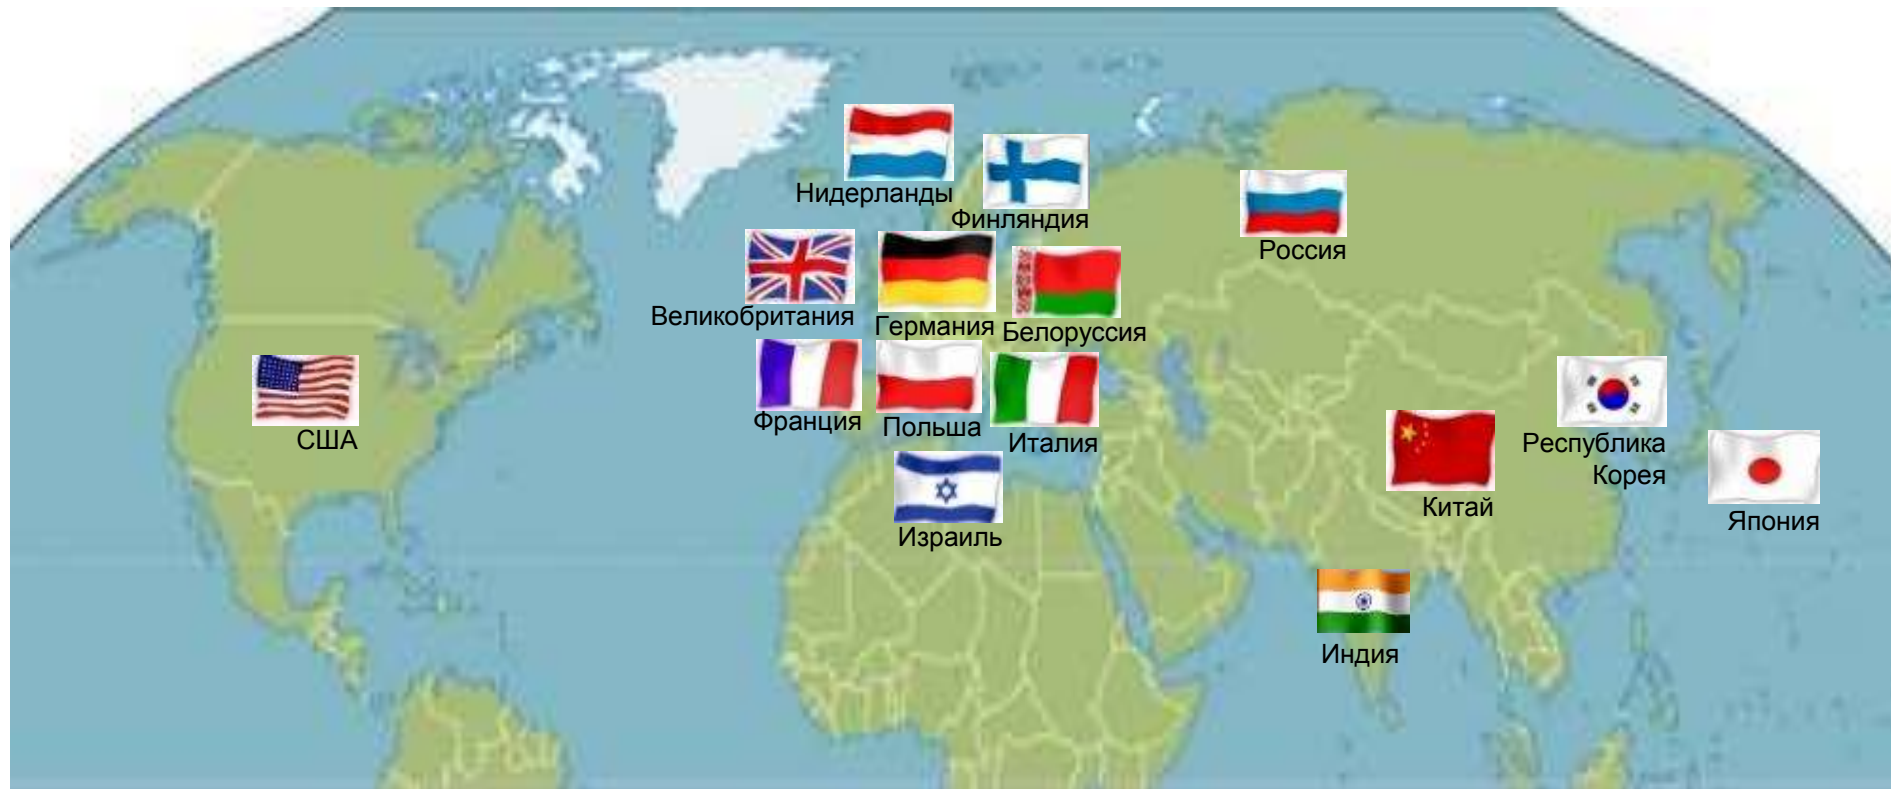 Нидерланды
Финляндия
Россия
Великобритания
Германия
Белоруссия
США
Франция
Польша
Италия
Республика
Корея
Китай
Япония
Израиль
Индия